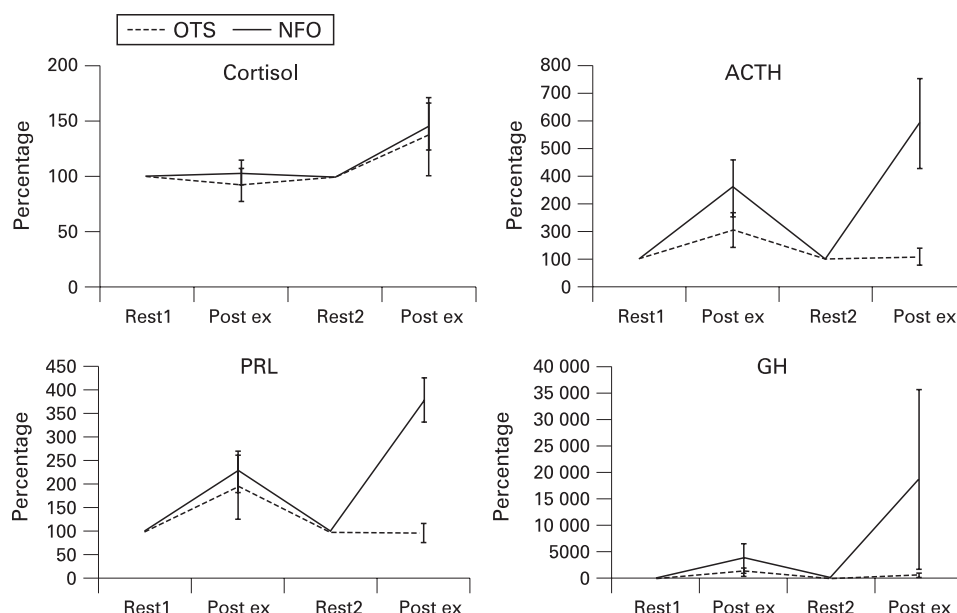 OTS NFO
Cortisol
Percentage
200
150
100
50
0
Rest1 Post ex Rest2 Post ex
ACTH
Percentage
800
700
600
500
400
200
300
100
0
Rest1 Post ex Rest2 Post ex
PRL
Percentage
450
400
350
300
250
200
150
100
50
0
Rest1 Post ex Rest2 Post ex
GH
Percentage
40 000
35 000
30 000
25 000
20 000
15 000
10 000
5000
0
Rest1 Post ex Rest2 Post ex